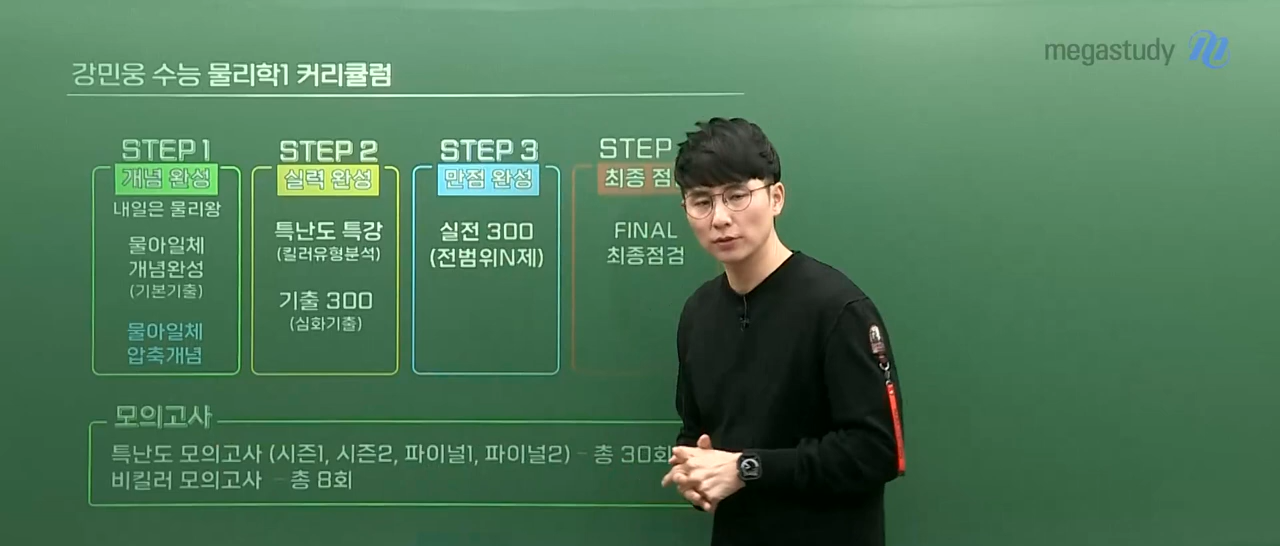 강민웅 수능 물리학1 커리큘럼
megastudy
STEP 1
개념 완성
내일은 물리왕
물아일체
개념완성
(기본기출)
물아일체
압축개념
STEP 2
실력 완성
특난도 특강
(킬러유형분석)
기출 300
(심화기출)
STEP 3
만점 완성
실전 300
(전범위N제)
STEP
최종 점
FINAL
최종점검
모의고사
특난도 모의고사 (시즌1, 시즌2, 파이널1, 파이널2) - 총 30회
비킬러 모의고사 - 총 8회